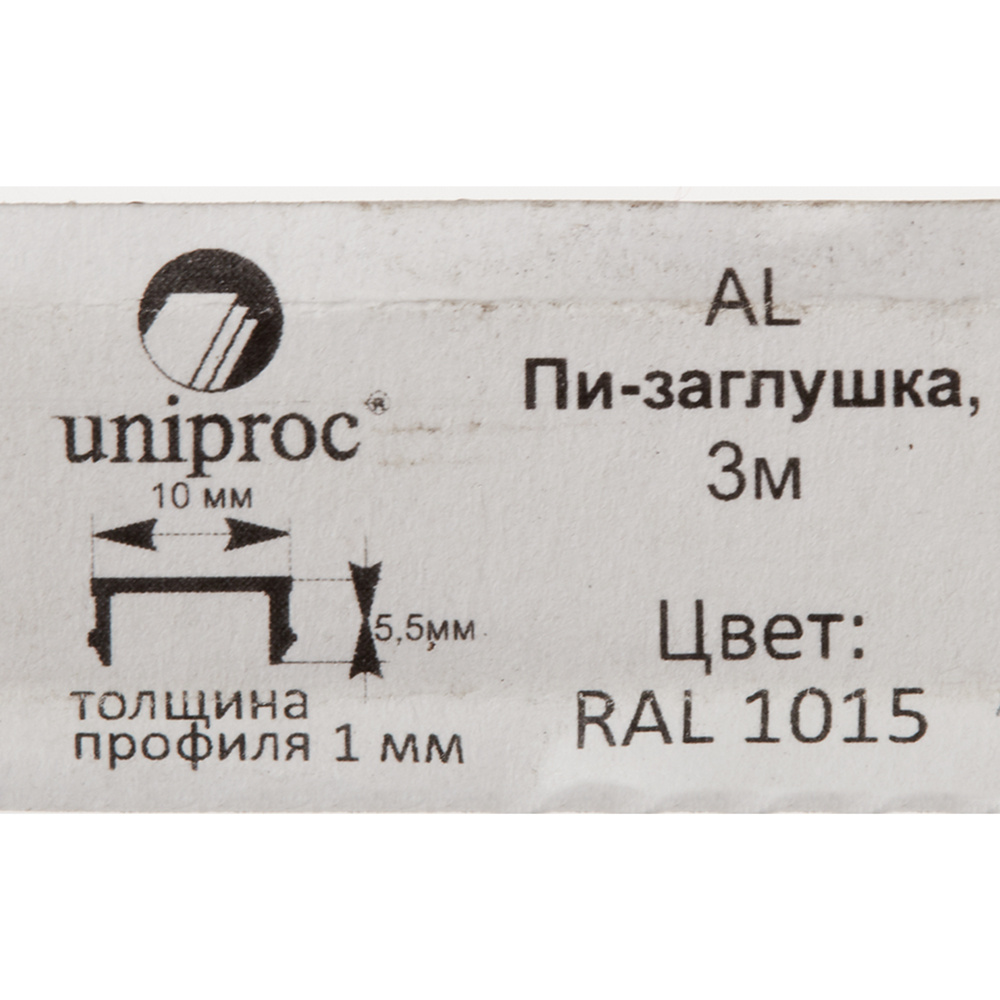 uniproc®
10 мм
5,5мм
толщина
профиля 1 мм
AL
Пи-заглушка,
3м
Цвет:
RAL 1015